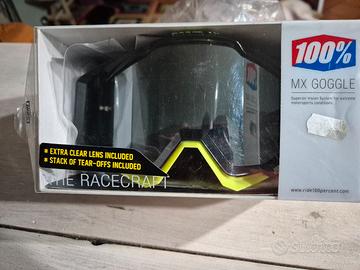 100%
MX GOGGLE
Superior Vision System for extreme
motorsports conditions.
• EXTRA CLEAR LENS INCLUDED
• STACK OF TEAR-OFFS INCLUDED
THE RACECRAFT
www.ride100percent.com